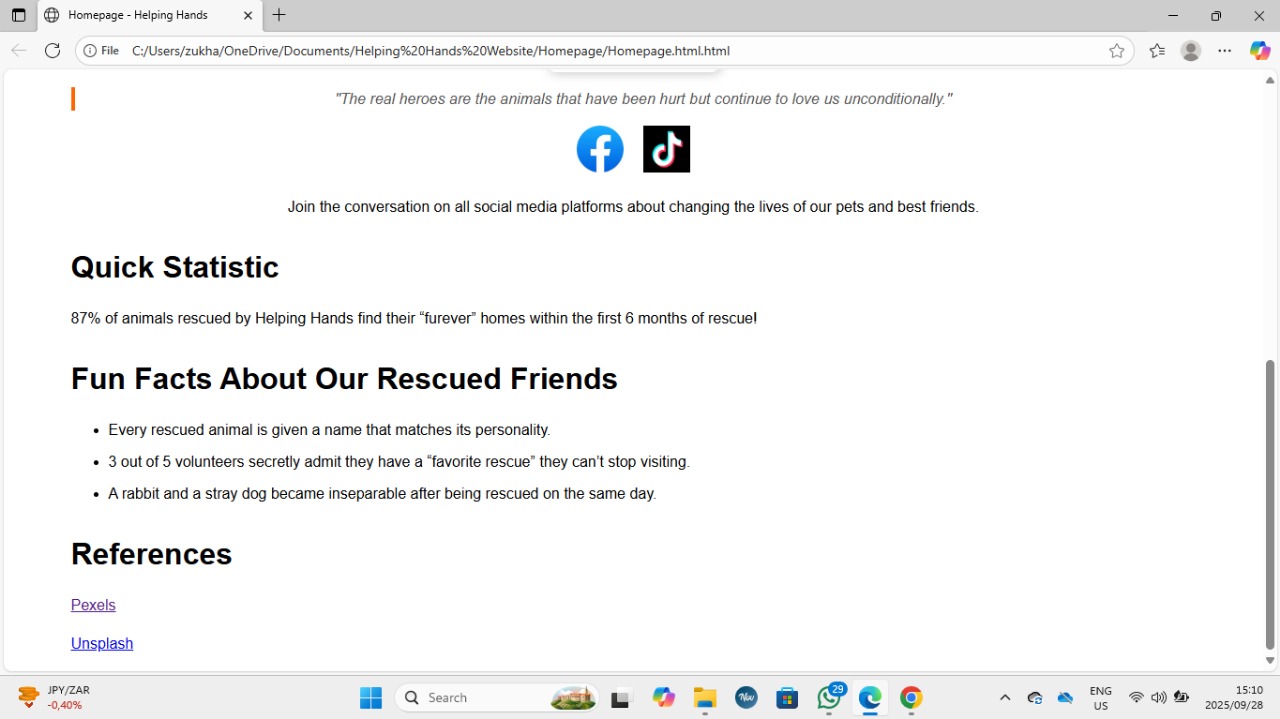 Homepage - Helping Hands
File C:/Users/zukha/OneDrive/Documents/Helping%20Hands%20Website/Homepage/Homepage.html.html
"The real heroes are the animals that have been hurt but continue to love us unconditionally."
Join the conversation on all social media platforms about changing the lives of our pets and best friends.
Quick Statistic
87% of animals rescued by Helping Hands find their “furever” homes within the first 6 months of rescue!
Fun Facts About Our Rescued Friends
• Every rescued animal is given a name that matches its personality.
• 3 out of 5 volunteers secretly admit they have a “favorite rescue” they can’t stop visiting.
• A rabbit and a stray dog became inseparable after being rescued on the same day.
References
Pexels
Unsplash
JPY/ZAR
-0,40%
Search
29
ENG
US
15:10
2025/09/28